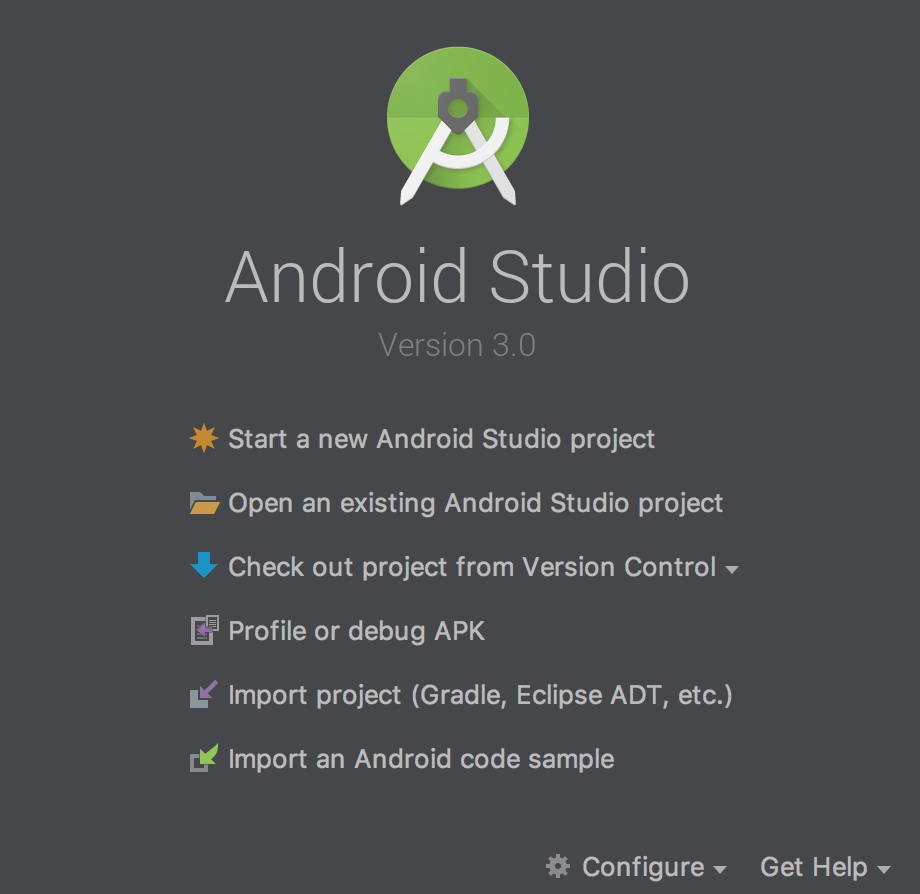 Android Studio
Version 3.0
Start a new Android Studio project
Open an existing Android Studio project
Check out project from Version Control
Profile or debug APK
Import project (Gradle, Eclipse ADT, etc.)
Import an Android code sample
Configure Get Help